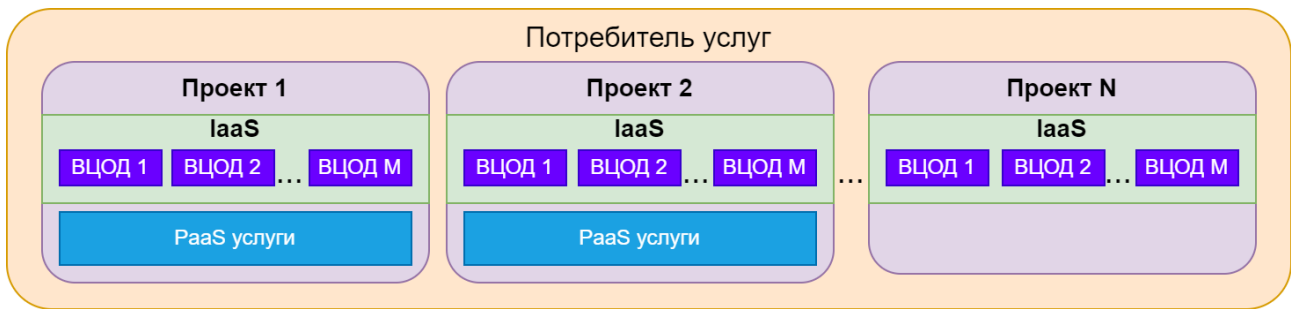 Потребитель услуг
Проект 1
Проект 2
Проект N
IaaS
IaaS
IaaS
ВЦОД 1 ВЦОД 2 ... ВЦОД М
ВЦОД 1 ВЦОД 2 ... ВЦОД М
...
ВЦОД 1 ВЦОД 2 ... ВЦОД М
PaaS услуги
PaaS услуги